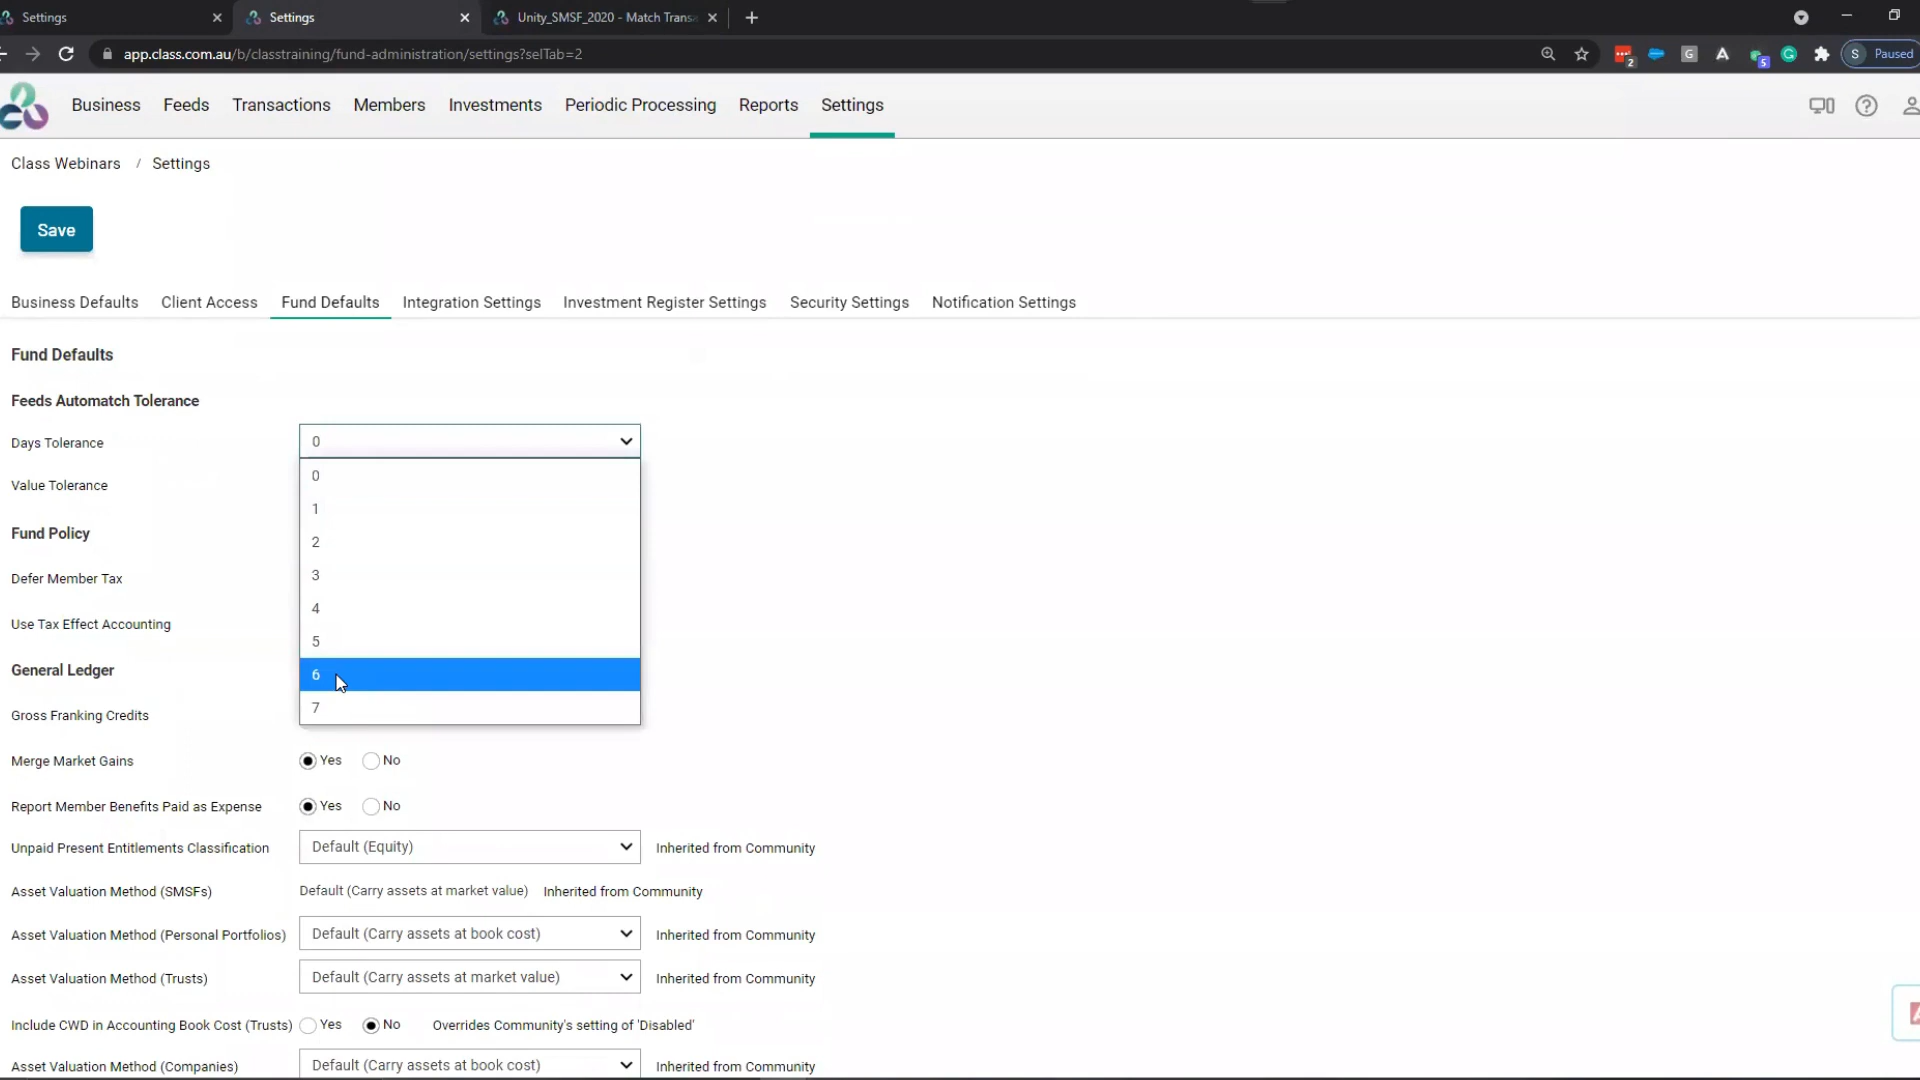 Settings
Settings
Unity_SMSF_2020 - Match Trans
app.class.com.au/b/classtraining/fund-administration/settings?selTab=2
2
G
A
5
S Paused
Business Feeds Transactions Members Investments Periodic Processing Reports Settings
Class Webinars / Settings
Save
Business Defaults Client Access Fund Defaults Integration Settings Investment Register Settings Security Settings Notification Settings
Fund Defaults
Feeds Automatch Tolerance
Days Tolerance 0
0
Value Tolerance
1
Fund Policy
2
Defer Member Tax 3
4
Use Tax Effect Accounting
5
General Ledger 6
Gross Franking Credits 7
Merge Market Gains Yes No
Report Member Benefits Paid as Expense Yes No
Unpaid Present Entitlements Classification Default (Equity) Inherited from Community
Asset Valuation Method (SMSFs) Default (Carry assets at market value) Inherited from Community
Asset Valuation Method (Personal Portfolios) Default (Carry assets at book cost) Inherited from Community
Asset Valuation Method (Trusts) Default (Carry assets at market value) Inherited from Community
Include CWD in Accounting Book Cost (Trusts) Yes No Overrides Community's setting of 'Disabled'
Asset Valuation Method (Companies) Default (Carry assets at book cost) Inherited from Community